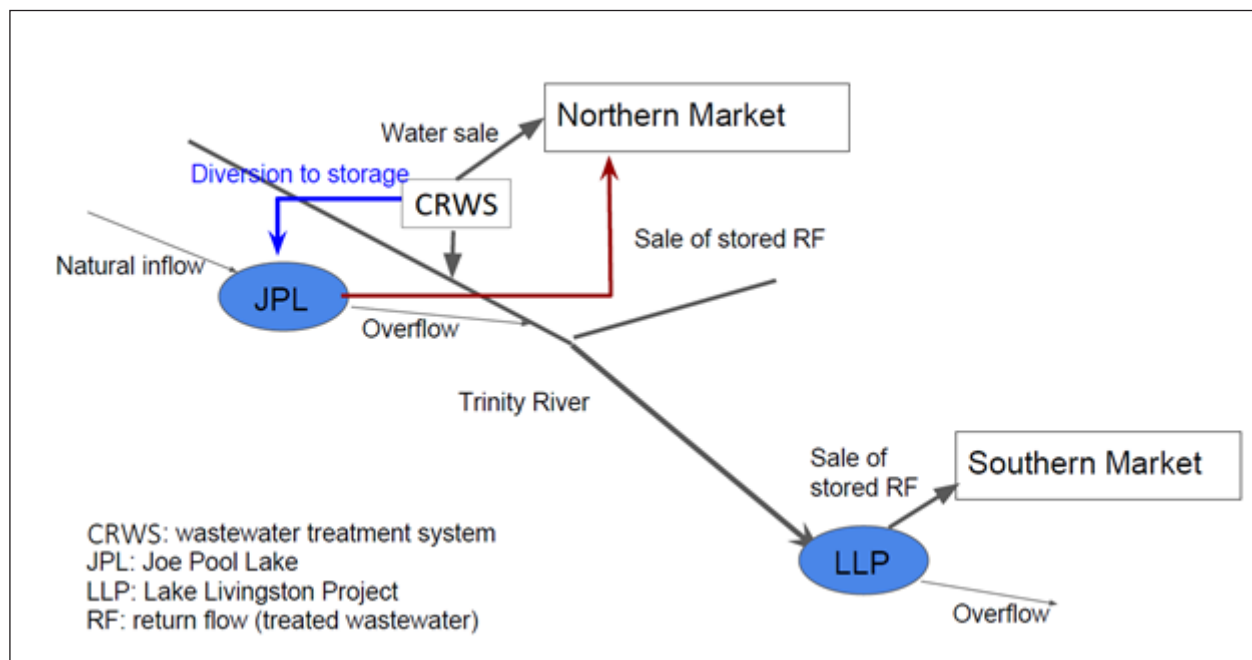 Northern Market
Water sale
Diversion to storage
CRWS
Sale of stored RF
Natural inflow
JPL
Overflow
Trinity River
Sale of
stored RF
Southern Market
LLP
Overflow
CRWS: wastewater treatment system
JPL: Joe Pool Lake
LLP: Lake Livingston Project
RF: return flow (treated wastewater)